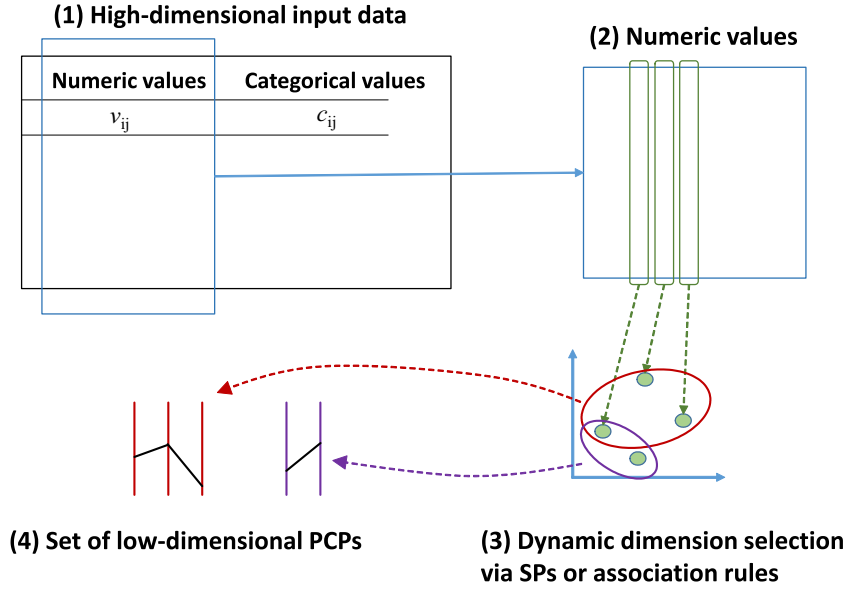 (1) High-dimensional input data
(2) Numeric values
Numeric values Categorical values
vij cij
(4) Set of low-dimensional PCPs
(3) Dynamic dimension selection
via SPs or association rules